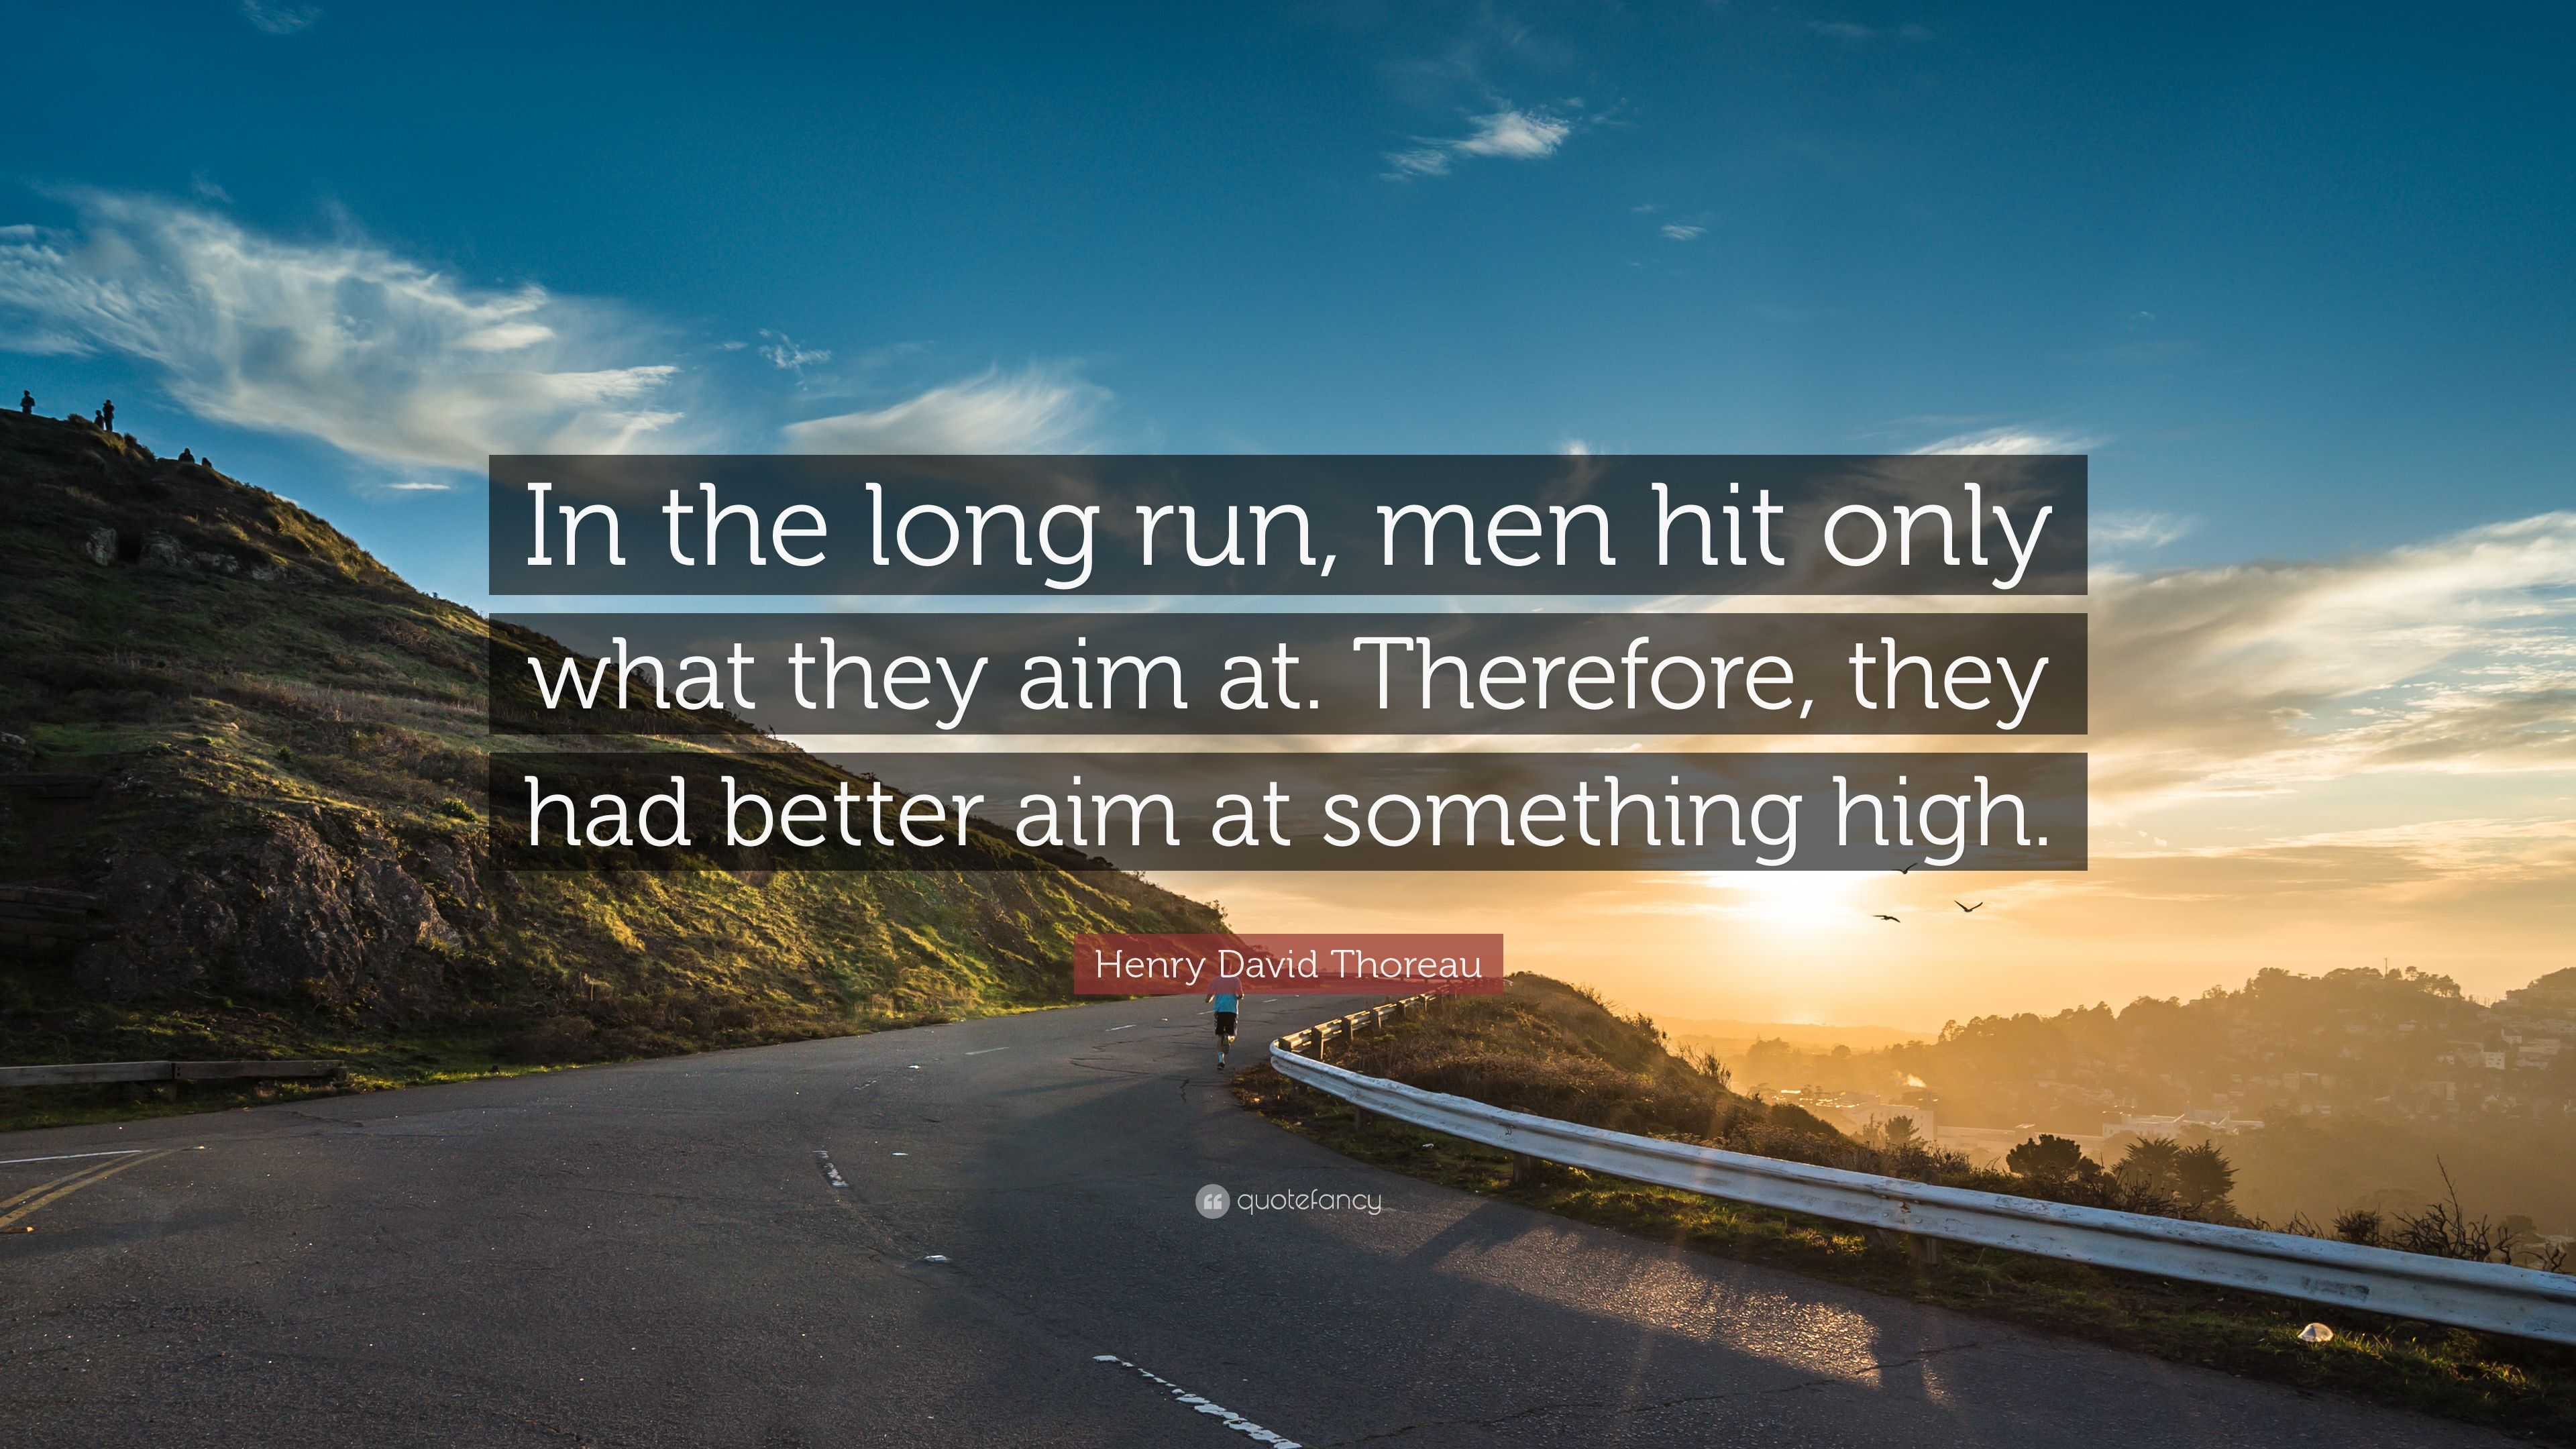 In the long run, men hit only
what they aim at. Therefore, they
had better aim at something high.
Henry David Thoreau
quotefancy